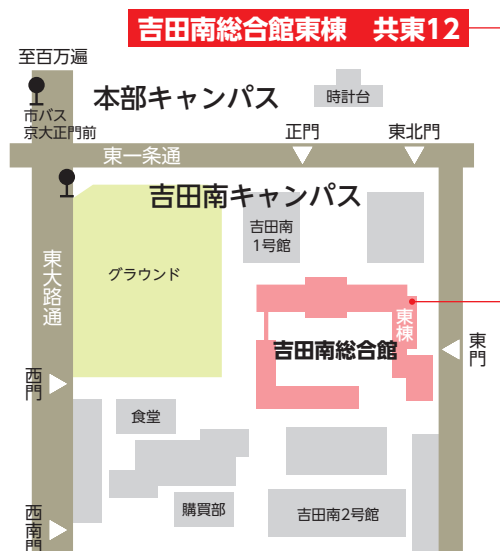 吉田南総合館東棟　共東12
至百万遍
本部キャンパス
時計台
市バス
京大正門前
正門
東北門
東一条通
吉田南キャンパス
吉田南
1号館
東大路通
グラウンド
東棟
吉田南総合館
東門
西門
食堂
購買部
吉田南2号館
西南門